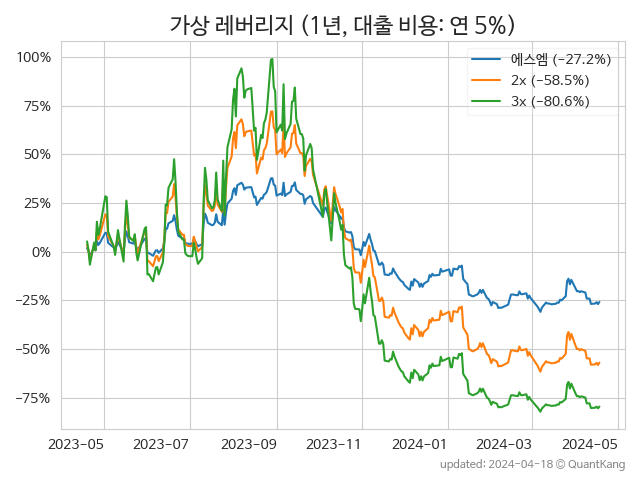 가상 레버리지 (1년, 대출 비용: 연 5%)
100%
75%
50%
25%
0%
−25%
−50%
−75%
에스엠 (−27.2%)
2x (−58.5%)
3x (−80.6%)
2023-05 2023-07 2023-09 2023-11 2024-01 2024-03 2024-05
updated: 2024-04-18 @ QuantKang